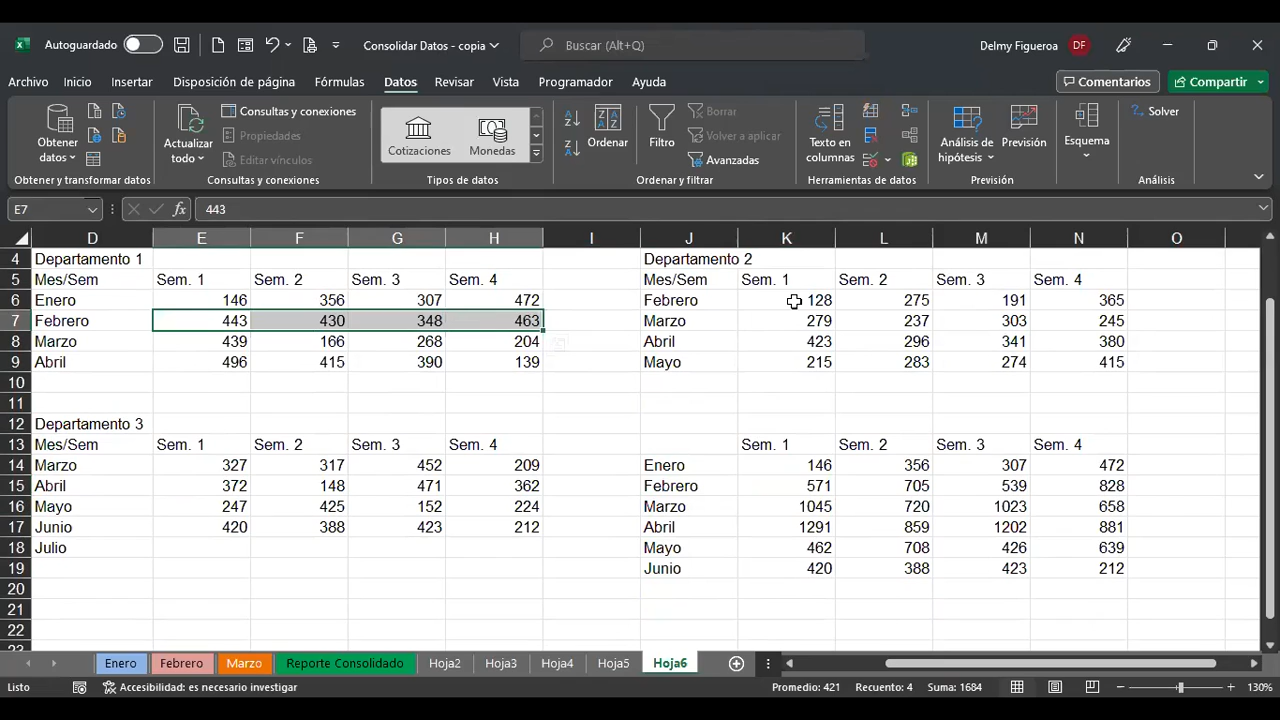 Autoguardado Consolidar Datos - copia Buscar (Alt+Q) Delmy Figueroa DF
Archivo Inicio Insertar Disposición de página Fórmulas Datos Revisar Vista Programador Ayuda Comentarios Compartir
Obtener datos
Obtener y transformar datos
Actualizar todo
Consultas y conexiones
Propiedades
Editar vínculos
Consultas y conexiones
Cotizaciones Monedas
Tipos de datos
Ordenar
Filtro
Borrar
Volver a aplicar
Avanzadas
Ordenar y filtrar
Texto en columnas
Herramientas de datos
Análisis de hipótesis
Previsión
Previsión
Esquema
Solver
Análisis
E7 fx 443
D E F G H I J K L M N O
4 Departamento 1 Departamento 2
5 Mes/Sem Sem. 1 Sem. 2 Sem. 3 Sem. 4 Mes/Sem Sem. 1 Sem. 2 Sem. 3 Sem. 4
6 Enero 146 356 307 472 Febrero 128 275 191 365
7 Febrero 443 430 348 463 Marzo 279 237 303 245
8 Marzo 439 166 268 204 Abril 423 296 341 380
9 Abril 496 415 390 139 Mayo 215 283 274 415
10
11
12 Departamento 3
13 Mes/Sem Sem. 1 Sem. 2 Sem. 3 Sem. 4 Sem. 1 Sem. 2 Sem. 3 Sem. 4
14 Marzo 327 317 452 209 Enero 146 356 307 472
15 Abril 372 148 471 362 Febrero 571 705 539 828
16 Mayo 247 425 152 224 Marzo 1045 720 1023 658
17 Junio 420 388 423 212 Abril 1291 859 1202 881
18 Julio Mayo 462 708 426 639
19 Junio 420 388 423 212
20
21
22
23
Enero Febrero Marzo Reporte Consolidado Hoja2 Hoja3 Hoja4 Hoja5 Hoja6
Listo Accesibilidad: es necesario investigar Promedio: 421 Recuento: 4 Suma: 1684 130%